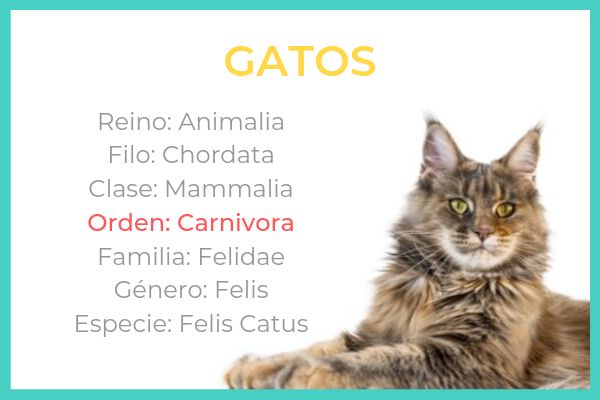 GATOS
Reino: Animalia
Filo: Chordata
Clase: Mammalia
Orden: Carnivora
Familia: Felidae
Género: Felis
Especie: Felis Catus